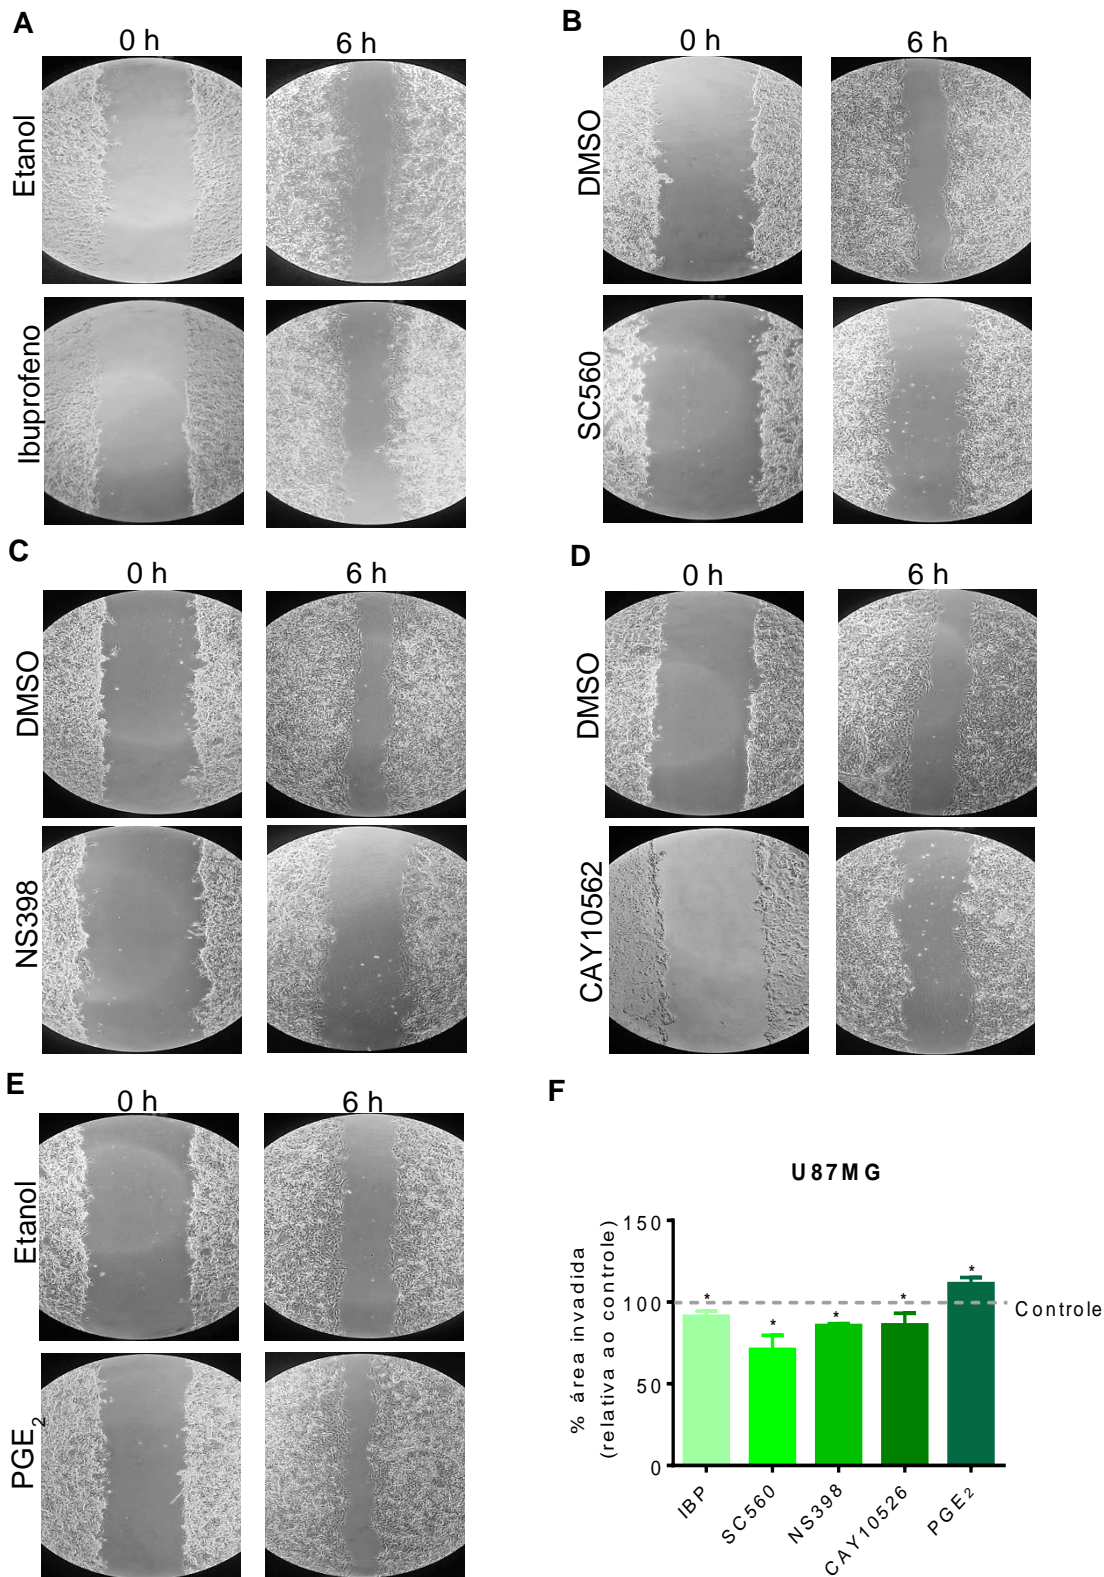 A
0 h
6 h
Etanol
Ibuprofeno
B
0 h
6 h
DMSO
SC560
C
0 h
6 h
DMSO
NS398
D
0 h
6 h
DMSO
CAY10562
E
0 h
6 h
Etanol
PGE₂
F
U87MG
% área invadida
(relativa ao controle)
150
100
50
0
*
*
*
*
*
Controle
IBP
SC560
NS398
CAY10526
PGE₂